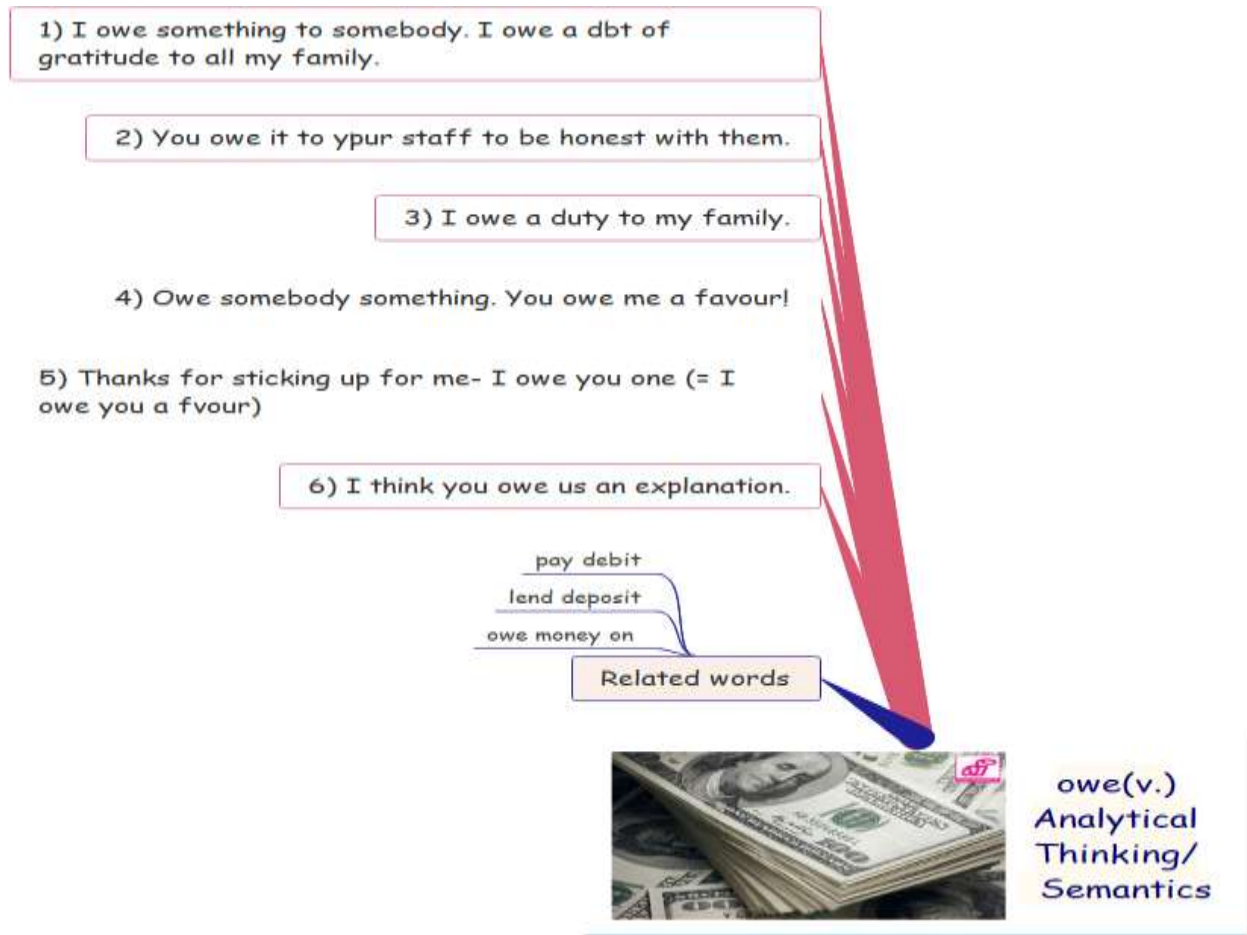 1) I owe something to somebody. I owe a dbt of
gratitude to all my family.
2) You owe it to ypur staff to be honest with them.
3) I owe a duty to my family.
4) Owe somebody something. You owe me a favour!
5) Thanks for sticking up for me- I owe you one (= I
owe you a fvour)
6) I think you owe us an explanation.
pay debit
lend deposit
owe money on
Related words
owe(v.)
Analytical
Thinking/
Semantics
100